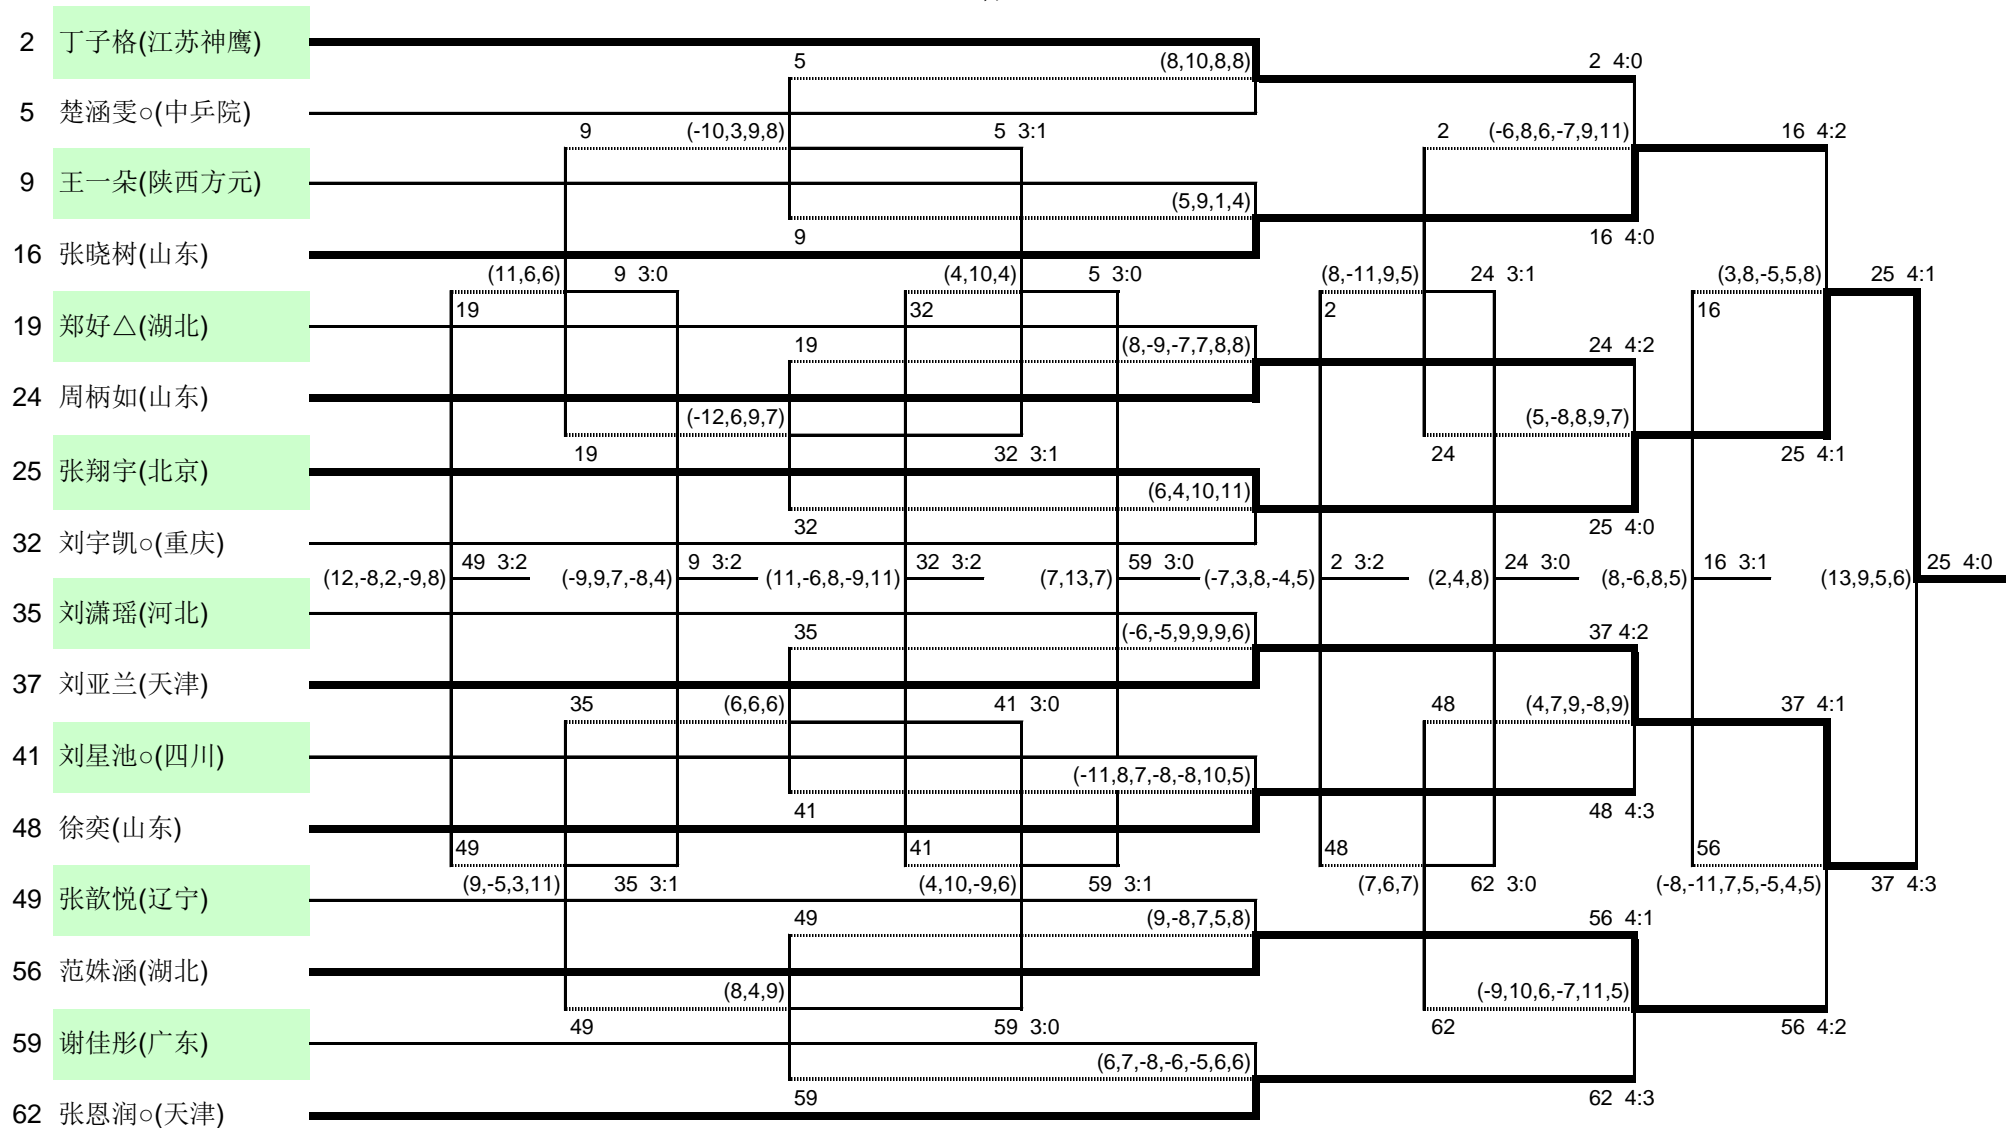 2 丁子格(江苏神鹰)
5 (8,10,8,8) 2 4:0
5 楚涵雯○(中乒院)
9 (-10,3,9,8) 5 3:1 2 (-6,8,6,-7,9,11) 16 4:2
9 王一朵(陕西方元)
(5,9,1,4)
9 16 4:0
16 张晓树(山东)
(11,6,6) 9 3:0 (4,10,4) 5 3:0 (8,-11,9,5) 24 3:1 (3,8,-5,5,8) 25 4:1
19 32 2 16
19 郑好△(湖北)
19 (8,-9,-7,7,8,8) 24 4:2
24 周柄如(山东)
(-12,6,9,7) (5,-8,8,9,7)
19 32 3:1 24 25 4:1
25 张翔宇(北京)
(6,4,10,11)
32 25 4:0
32 刘宇凯○(重庆)
49 3:2 9 3:2 32 3:2 59 3:0 2 3:2 24 3:0 16 3:1 25 4:0
(12,-8,2,-9,8) (-9,9,7,-8,4) (11,-6,8,-9,11) (7,13,7) (-7,3,8,-4,5) (2,4,8) (8,-6,8,5) (13,9,5,6)
35 刘潇瑶(河北)
35 (-6,-5,9,9,9,6) 37 4:2
37 刘亚兰(天津)
35 (6,6,6) 41 3:0 48 (4,7,9,-8,9) 37 4:1
41 刘星池○(四川)
(-11,8,7,-8,-8,10,5)
41 48 4:3
48 徐奕(山东)
49 41 48 56
(9,-5,3,11) 35 3:1 (4,10,-9,6) 59 3:1 (7,6,7) 62 3:0 (-8,-11,7,5,-5,4,5) 37 4:3
49 张歆悦(辽宁)
49 (9,-8,7,5,8) 56 4:1
56 范姝涵(湖北)
(8,4,9) (-9,10,6,-7,11,5)
49 59 3:0 62 56 4:2
59 谢佳彤(广东)
(6,7,-8,-6,-5,6,6)
59 62 4:3
62 张恩润○(天津)